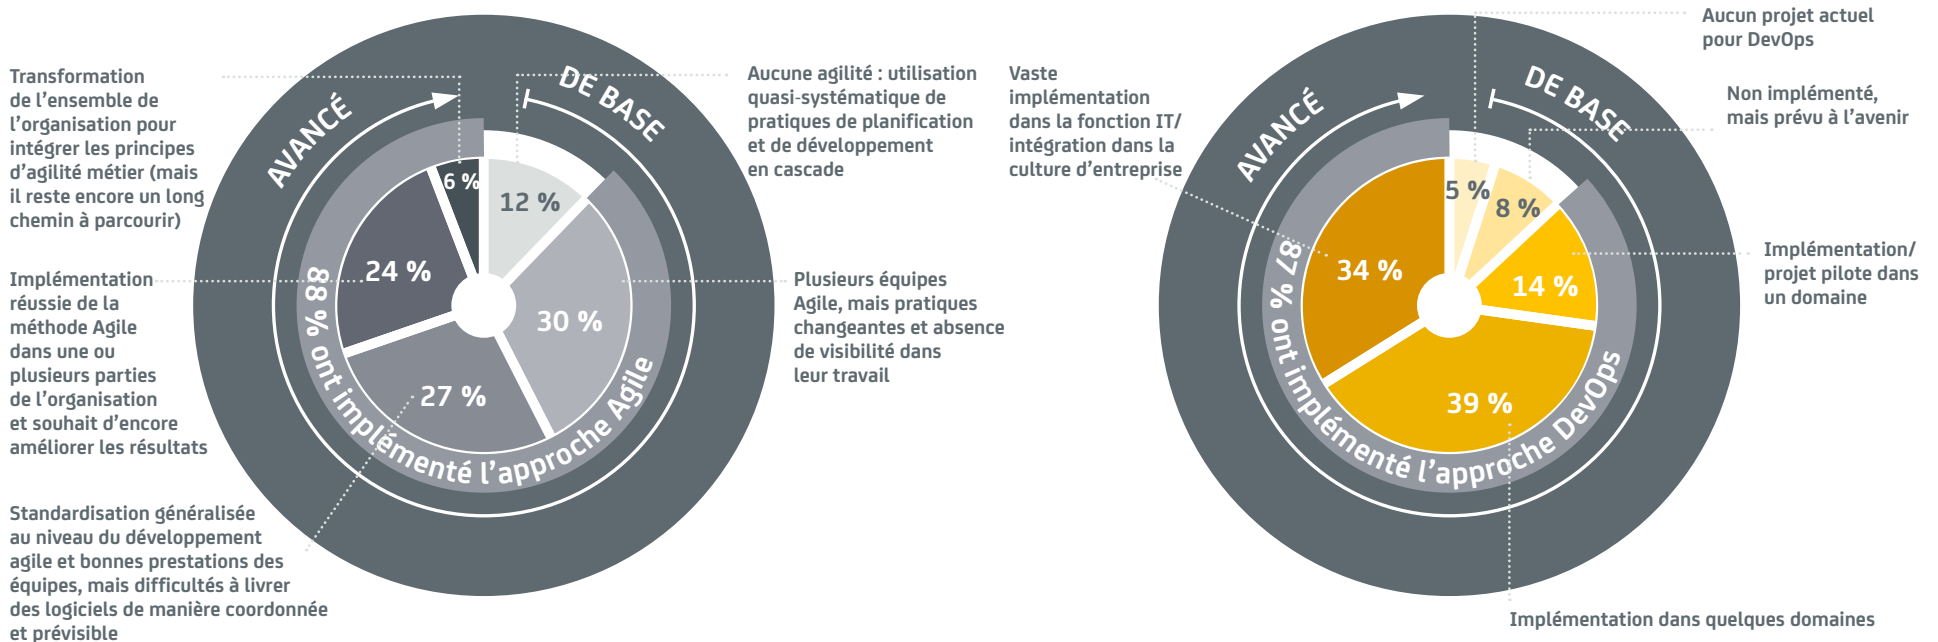 Transformation
de l’ensemble de
l’organisation pour
intégrer les principes
d’agilité métier (mais
il reste encore un long
chemin à parcourir)
Implémentation
réussie de la
méthode Agile
dans une ou
plusieurs parties
de l’organisation
et souhait d’encore
améliorer les résultats
Standardisation généralisée
au niveau du développement
agile et bonnes prestations des
équipes, mais difficultés à livrer
des logiciels de manière coordonnée
et prévisible
AVANCÉ
DE BASE
6 %
12 %
24 %
30 %
27 %
88 % ont implémenté l’approche Agile
Aucune agilité : utilisation
quasi-systématique de
pratiques de planification
et de développement
en cascade
Plusieurs équipes
Agile, mais pratiques
changeantes et absence
de visibilité dans
leur travail
Vaste
implémentation
dans la fonction IT/
intégration dans la
culture d’entreprise
AVANCÉ
DE BASE
5 %
8 %
34 %
14 %
39 %
87 % ont implémenté l’approche DevOps
Aucun projet actuel
pour DevOps
Non implémenté,
mais prévu à l’avenir
Implémentation/
projet pilote dans
un domaine
Implémentation dans quelques domaines